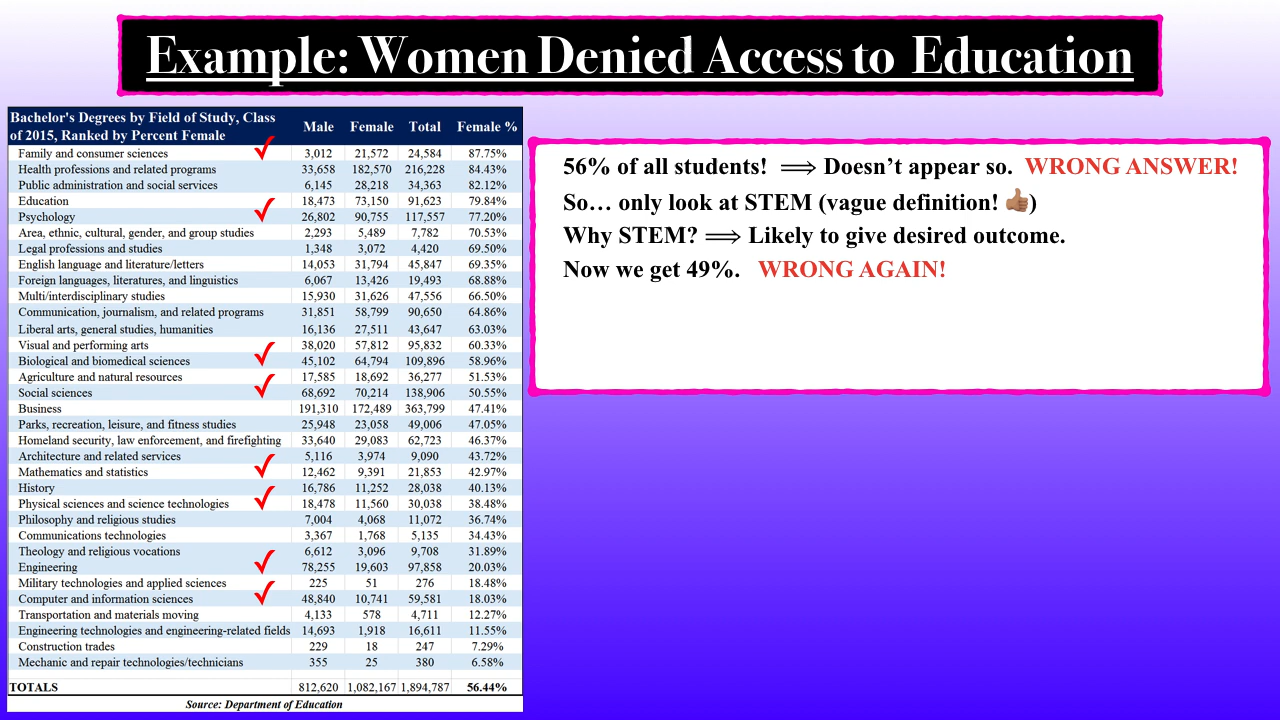 Example: Women Denied Access to Education
Bachelor's Degrees by Field of Study, Class of 2015, Ranked by Percent Female Male Female Total Female %
Family and consumer sciences 3,012 21,572 24,584 87.75%
Health professions and related programs 33,658 182,570 216,228 84.43%
Public administration and social services 6,145 28,218 34,363 82.12%
Education 18,473 73,150 91,623 79.84%
Psychology 26,802 90,755 117,557 77.20%
Area, ethnic, cultural, gender, and group studies 2,293 5,489 7,782 70.53%
Legal professions and studies 1,348 3,072 4,420 69.50%
English language and literature/letters 14,053 31,794 45,847 69.35%
Foreign languages, literatures, and linguistics 6,067 13,426 19,493 68.88%
Multi/interdisciplinary studies 15,930 31,626 47,556 66.50%
Communication, journalism, and related programs 31,851 58,799 90,650 64.86%
Liberal arts, general studies, humanities 16,136 27,511 43,647 63.03%
Visual and performing arts 38,020 57,812 95,832 60.33%
Biological and biomedical sciences 45,102 64,794 109,896 58.96%
Agriculture and natural resources 17,585 18,692 36,277 51.53%
Social sciences 68,692 70,214 138,906 50.55%
Business 191,310 172,489 363,799 47.41%
Parks, recreation, leisure, and fitness studies 25,948 23,058 49,006 47.05%
Homeland security, law enforcement, and firefighting 33,640 29,083 62,723 46.37%
Architecture and related services 5,116 3,974 9,090 43.72%
Mathematics and statistics 12,462 9,391 21,853 42.97%
History 16,786 11,252 28,038 40.13%
Physical sciences and science technologies 18,478 11,560 30,038 38.48%
Philosophy and religious studies 7,004 4,068 11,072 36.74%
Communications technologies 3,367 1,768 5,135 34.43%
Theology and religious vocations 6,612 3,096 9,708 31.89%
Engineering 78,255 19,603 97,858 20.03%
Military technologies and applied sciences 225 51 276 18.48%
Computer and information sciences 48,840 10,741 59,581 18.03%
Transportation and materials moving 4,133 578 4,711 12.27%
Engineering technologies and engineering-related fields 14,693 1,918 16,611 11.55%
Construction trades 229 18 247 7.29%
Mechanic and repair technologies/technicians 355 25 380 6.58%
TOTALS 812,620 1,082,167 1,894,787 56.44%
Source: Department of Education
56% of all students! ⟹ Doesn’t appear so. WRONG ANSWER!
So… only look at STEM (vague definition! 👍🏽)
Why STEM? ⟹ Likely to give desired outcome.
Now we get 49%. WRONG AGAIN!